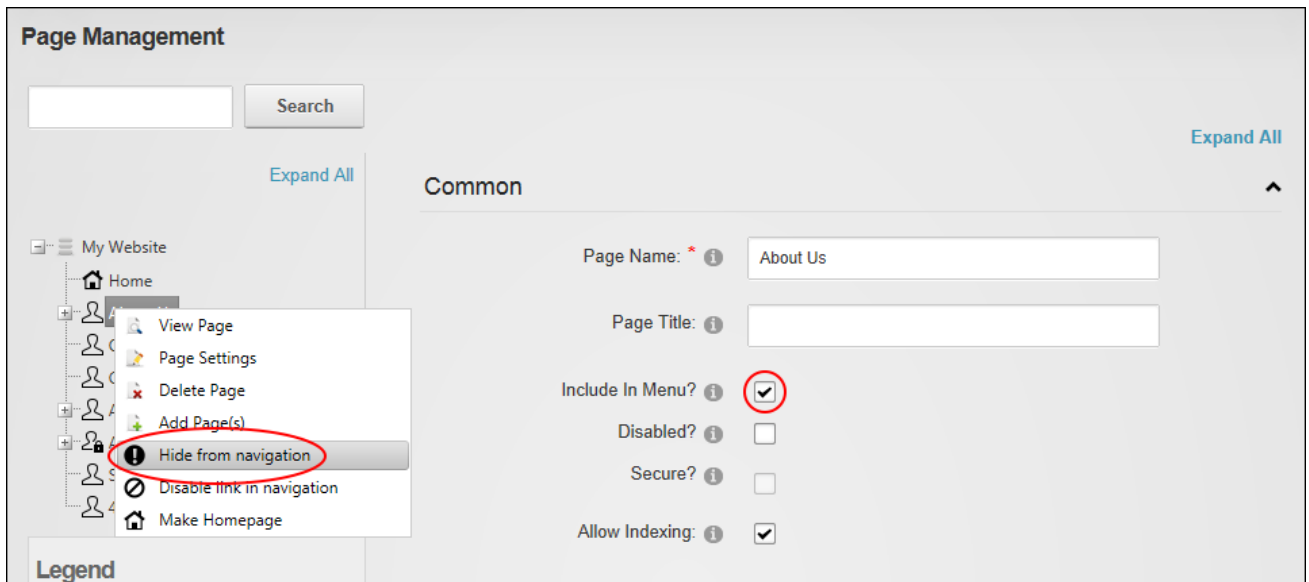 Page Management
Search
Expand All
Expand All
Common
My Website
Home
View Page
Page Settings
Delete Page
Add Page(s)
Hide from navigation
Disable link in navigation
Make Homepage
Legend
Page Name: *
About Us
Page Title:
Include In Menu?
Disabled?
Secure?
Allow Indexing: